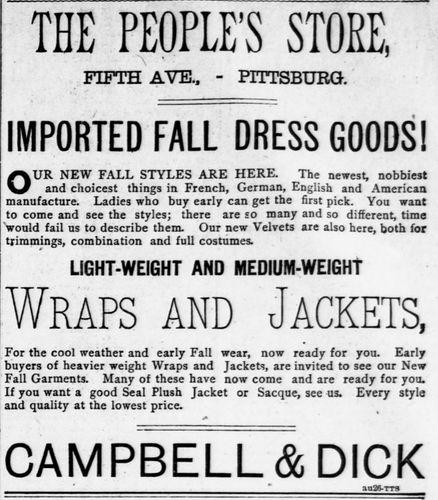 THE PEOPLE'S STORE,
FIFTH AVE., - PITTSBURG.
IMPORTED FALL DRESS GOODS!
OUR NEW FALL STYLES ARE HERE. The newest, nobbiest
and choicest things in French, German, English and American
manufacture. Ladies who buy early can get the first pick. You want
to come and see the styles; there are so many and so different, time
would fail us to describe them. Our new Velvets are also here, both for
trimmings, combination and full costumes.
LIGHT-WEIGHT AND MEDIUM-WEIGHT
WRAPS AND JACKETS,
For the cool weather and early Fall wear, now ready for you. Early
buyers of heavier weight Wraps and Jackets, are invited to see our New
Fall Garments. Many of these have now come and are ready for you.
If you want a good Seal Plush Jacket or Sacque, see us. Every style
and quality at the lowest price.
CAMPBELL & DICK
au26-TTS